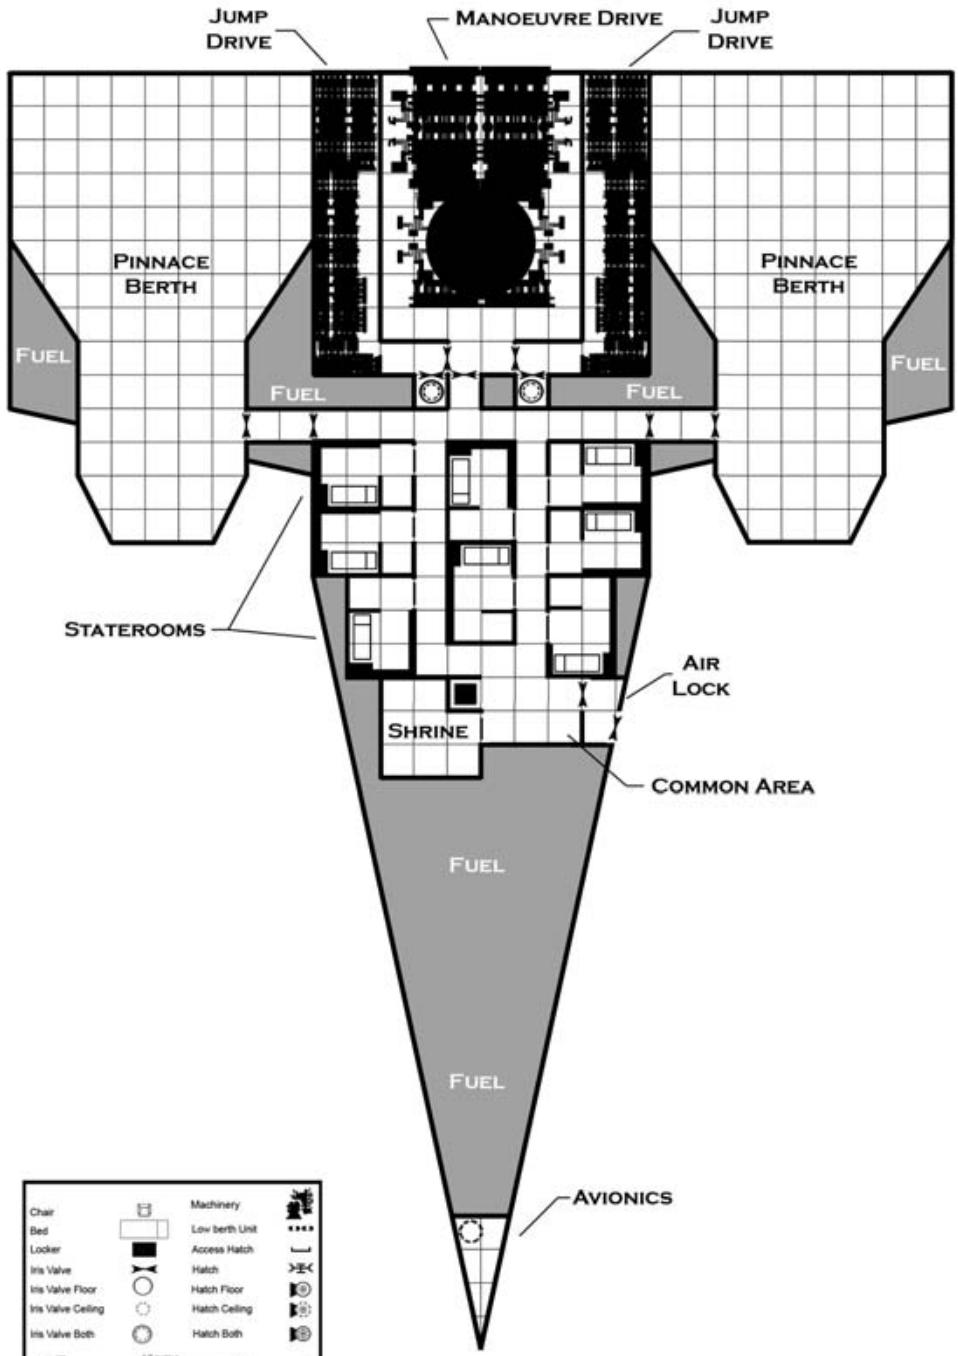 JUMP
DRIVE
MANOEUVRE DRIVE
JUMP
DRIVE
PINNACE
BERTH
PINNACE
BERTH
FUEL
FUEL
FUEL
FUEL
STATEROOMS
AIR
LOCK
SHRINE
COMMON AREA
FUEL
FUEL
AVIONICS
Chair
Machinery
Bed
Low berth Unit
Locker
Access Hatch
Iris Valve
Hatch
Iris Valve Floor
Hatch Floor
Iris Valve Ceiling
Hatch Ceiling
Iris Valve Both
Hatch Both